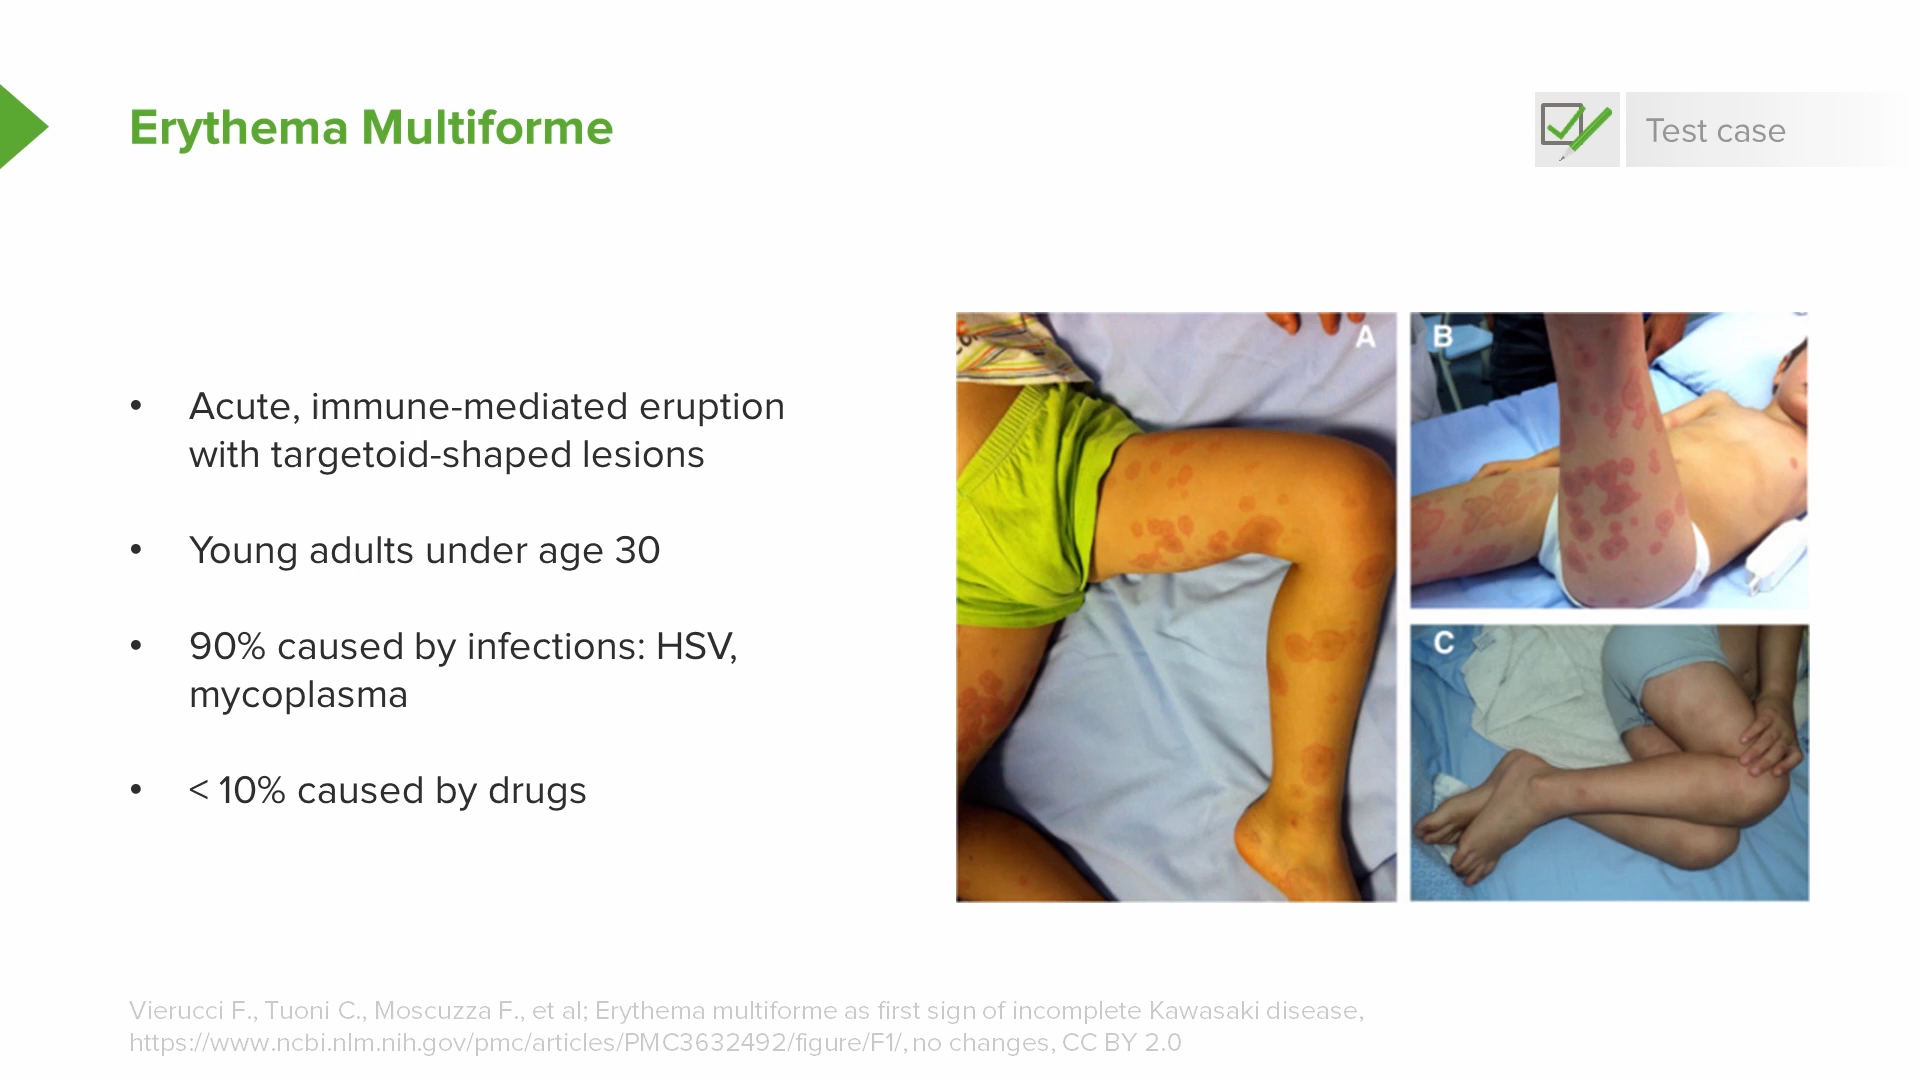 Erythema Multiforme
Test case
• Acute, immune-mediated eruption
with targetoid-shaped lesions
• Young adults under age 30
• 90% caused by infections: HSV,
mycoplasma
• < 10% caused by drugs
A
B
C
Vierucci F., Tuoni C., Moscuzza F., et al; Erythema multiforme as first sign of incomplete Kawasaki disease,
https://www.ncbi.nlm.nih.gov/pmc/articles/PMC3632492/figure/F1/, no changes, CC BY 2.0